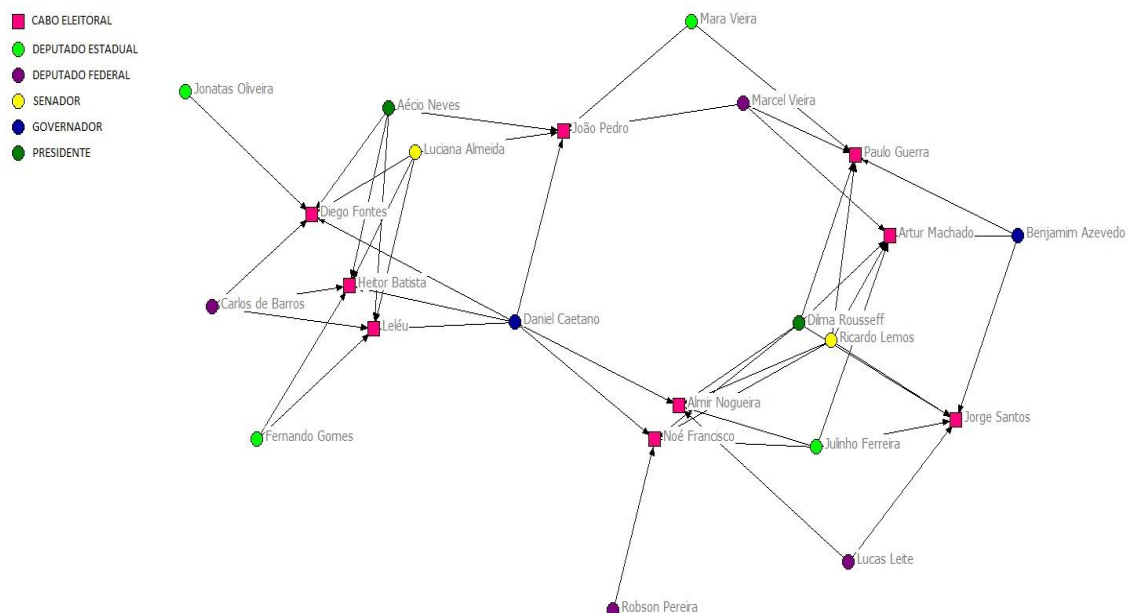 CABO ELEITORAL
DEPUTADO ESTADUAL
DEPUTADO FEDERAL
SENADOR
GOVERNADOR
PRESIDENTE
Mara Vieira
Jonatas Oliveira
Aécio Neves
Marcel Vieira
João Pedro
Luciana Almeida
Paulo Guerra
Diego Fontes
Artur Machado
Benjamim Azevedo
Heitor Batista
Carlos de Barros
Leléu
Daniel Caetano
Dilma Rousseff
Ricardo Lemos
Almir Nogueira
Jorge Santos
Fernando Gomes
Noé Francisco
Julinho Ferreira
Lucas Leite
Robson Pereira